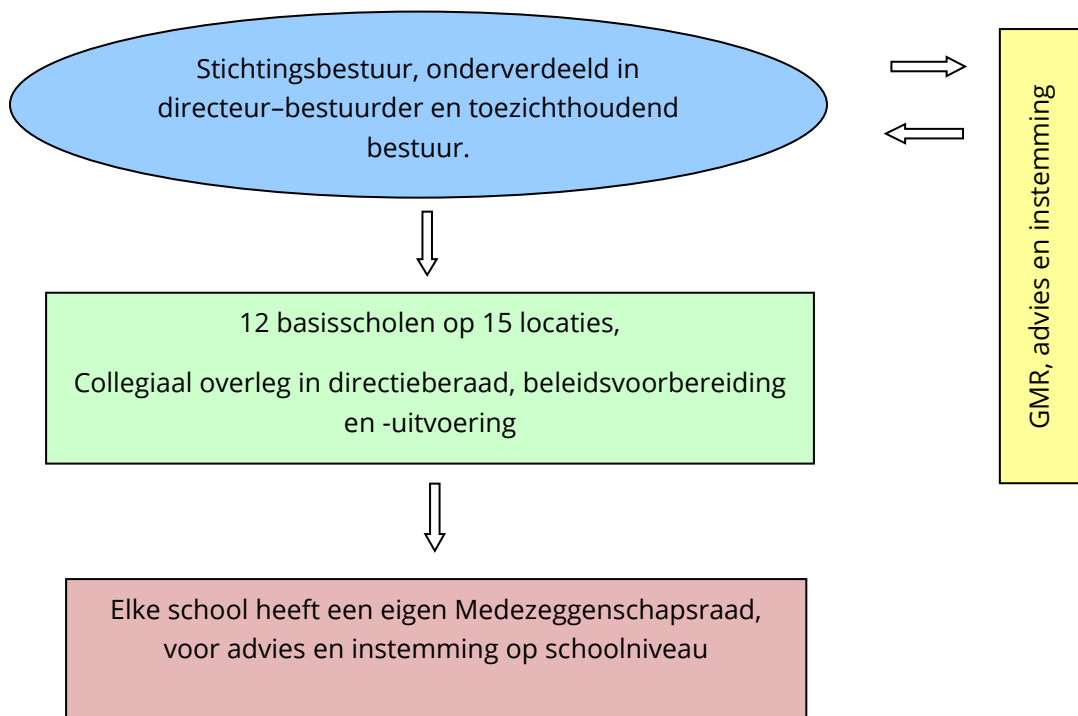 Stichtingsbestuur, onderverdeeld in
directeur–bestuurder en toezichthoudend
bestuur.
GMR, advies en instemming
12 basisscholen op 15 locaties,
Collegiaal overleg in directieberaad, beleidsvoorbereiding
en -uitvoering
Elke school heeft een eigen Medezeggenschapsraad,
voor advies en instemming op schoolniveau